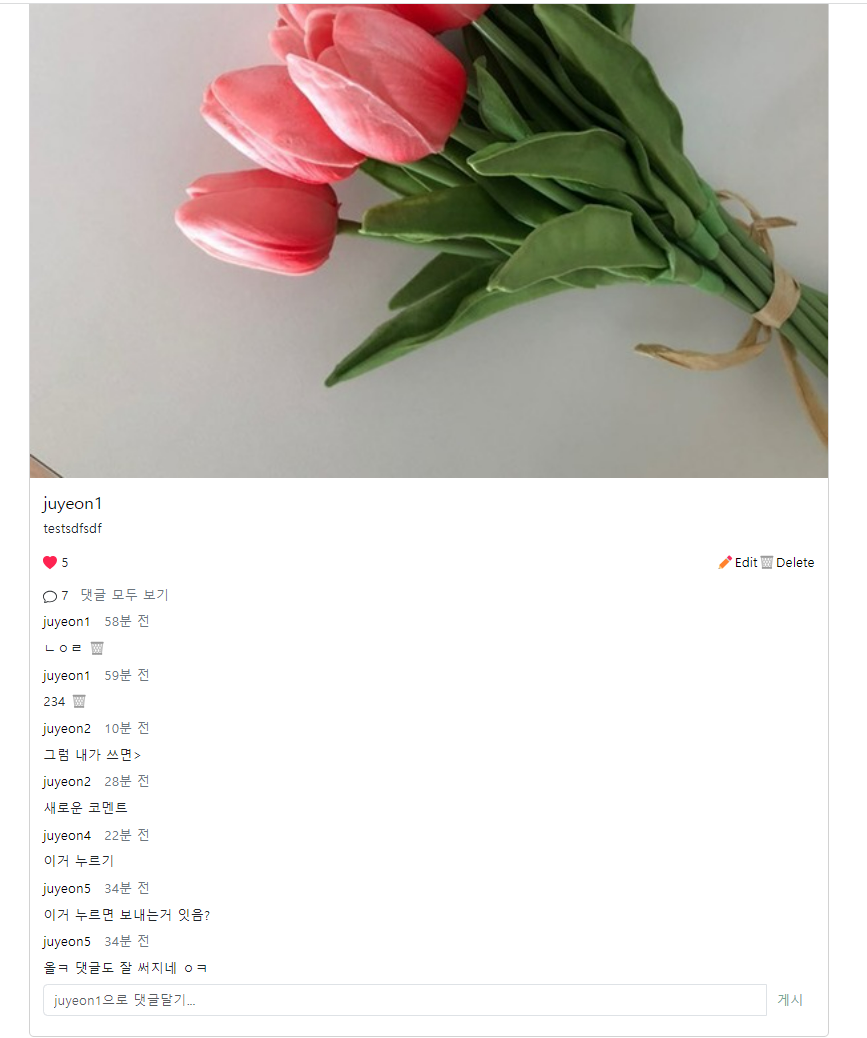 juyeon1
testsdfsdf
5 Edit Delete
7 댓글 모두 보기
juyeon1 58분 전
ㄴㅇㄹ
juyeon1 59분 전
234
juyeon2 10분 전
그럼 내가 쓰면>
juyeon2 28분 전
새로운 코멘트
juyeon4 22분 전
이거 누르기
juyeon5 34분 전
이거 누르면 보내는거 잇음?
juyeon5 34분 전
올ㅋ 댓글도 잘 써지네 ㅇㅋ
juyeon1으로 댓글달기... 게시